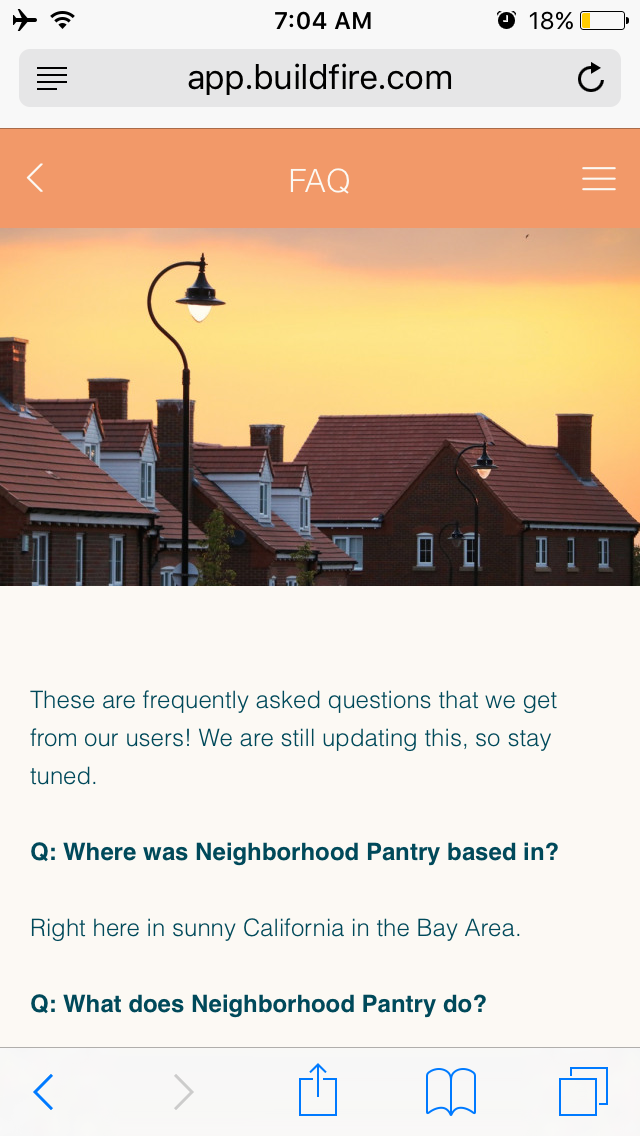 7:04 AM
18%
app.buildfire.com
FAQ
These are frequently asked questions that we get
from our users! We are still updating this, so stay
tuned.
Q: Where was Neighborhood Pantry based in?
Right here in sunny California in the Bay Area.
Q: What does Neighborhood Pantry do?